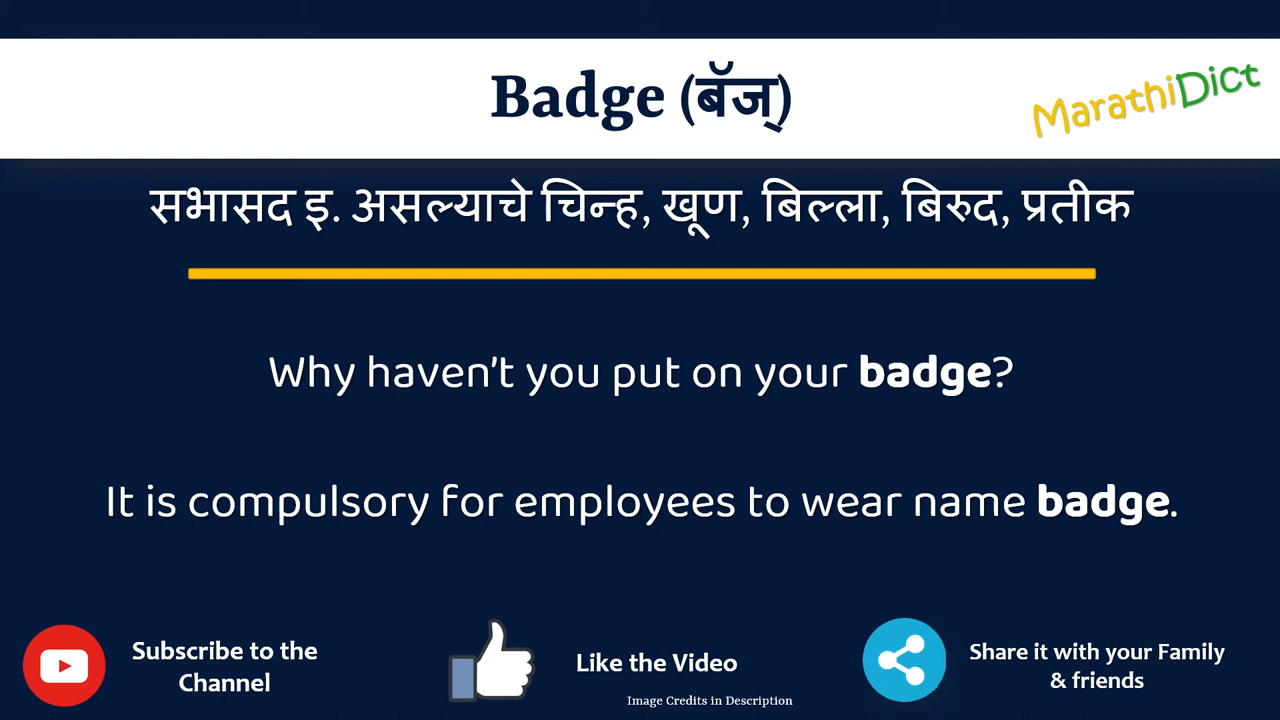 Badge (बॅज्)
MarathiDict
सभासद इ. असल्याचे चिन्ह, खूण, बिल्ला, बिरुद, प्रतीक
Why haven't you put on your badge?
It is compulsory for employees to wear name badge.
Subscribe to the
Channel
Like the Video
Image Credits in Description
Share it with your Family
& friends